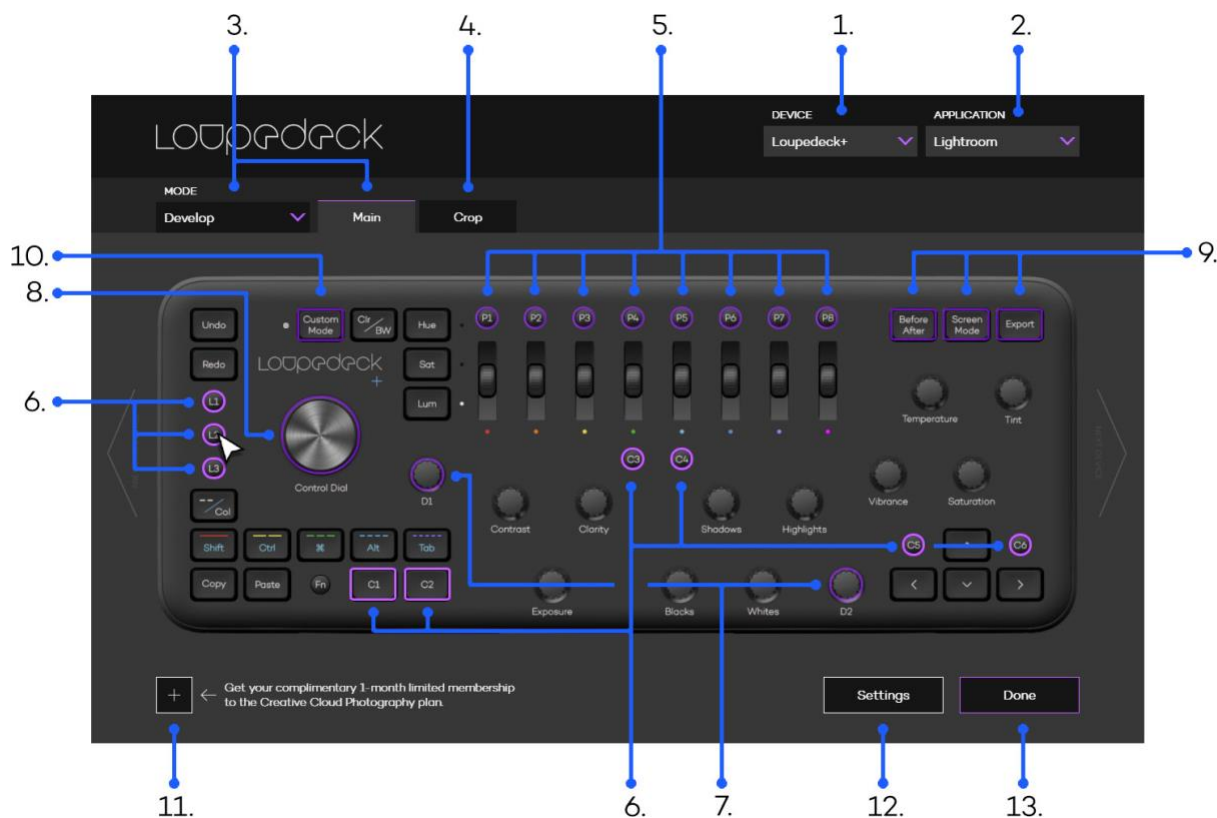 3.
4.
5.
1.
2.
LOUPEDECK
DEVICE
APPLICATION
Loupedeck+
Lightroom
MODE
Develop
Main
Crop
10.
9.
8.
Undo
Custom
Mode
Clr/BW
Hue
P1
P2
P3
P4
P5
P6
P7
P8
Before
After
Screen
Mode
Export
Redo
LOUPEDECK
+
Sat
6.
L1
Lum
Temperature
Tint
L2
L3
C3
C4
Control Dial
D1
Vibrance
Saturation
Col
Contrast
Clarity
Shadows
Highlights
Shift
Ctrl
⌘
Alt
Tab
C5
C6
Copy
Paste
Fn
C1
C2
Exposure
Blacks
Whites
D2
+
← Get your complimentary 1-month limited membership
to the Creative Cloud Photography plan.
Settings
Done
11.
6.
7.
12.
13.